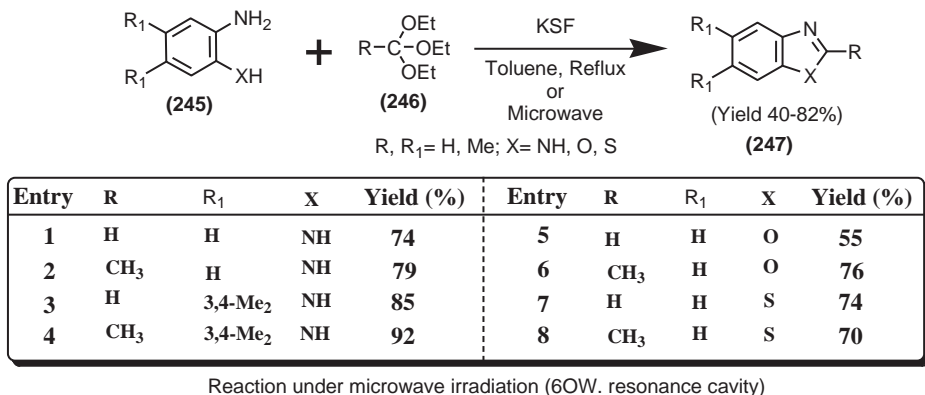 R₁ NH₂
R₁ XH
(245)
+
R–C–OEt
OEt
OEt
(246)
KSF
Toluene, Reflux
or
Microwave
R₁ N
R₁ X R
(Yield 40-82%)
(247)
R, R₁= H, Me; X= NH, O, S
Entry R R₁ X Yield (%) Entry R R₁ X Yield (%)
1 H H NH 74 5 H H O 55
2 CH₃ H NH 79 6 CH₃ H O 76
3 H 3,4-Me₂ NH 85 7 H H S 74
4 CH₃ 3,4-Me₂ NH 92 8 CH₃ H S 70
Reaction under microwave irradiation (6OW. resonance cavity)